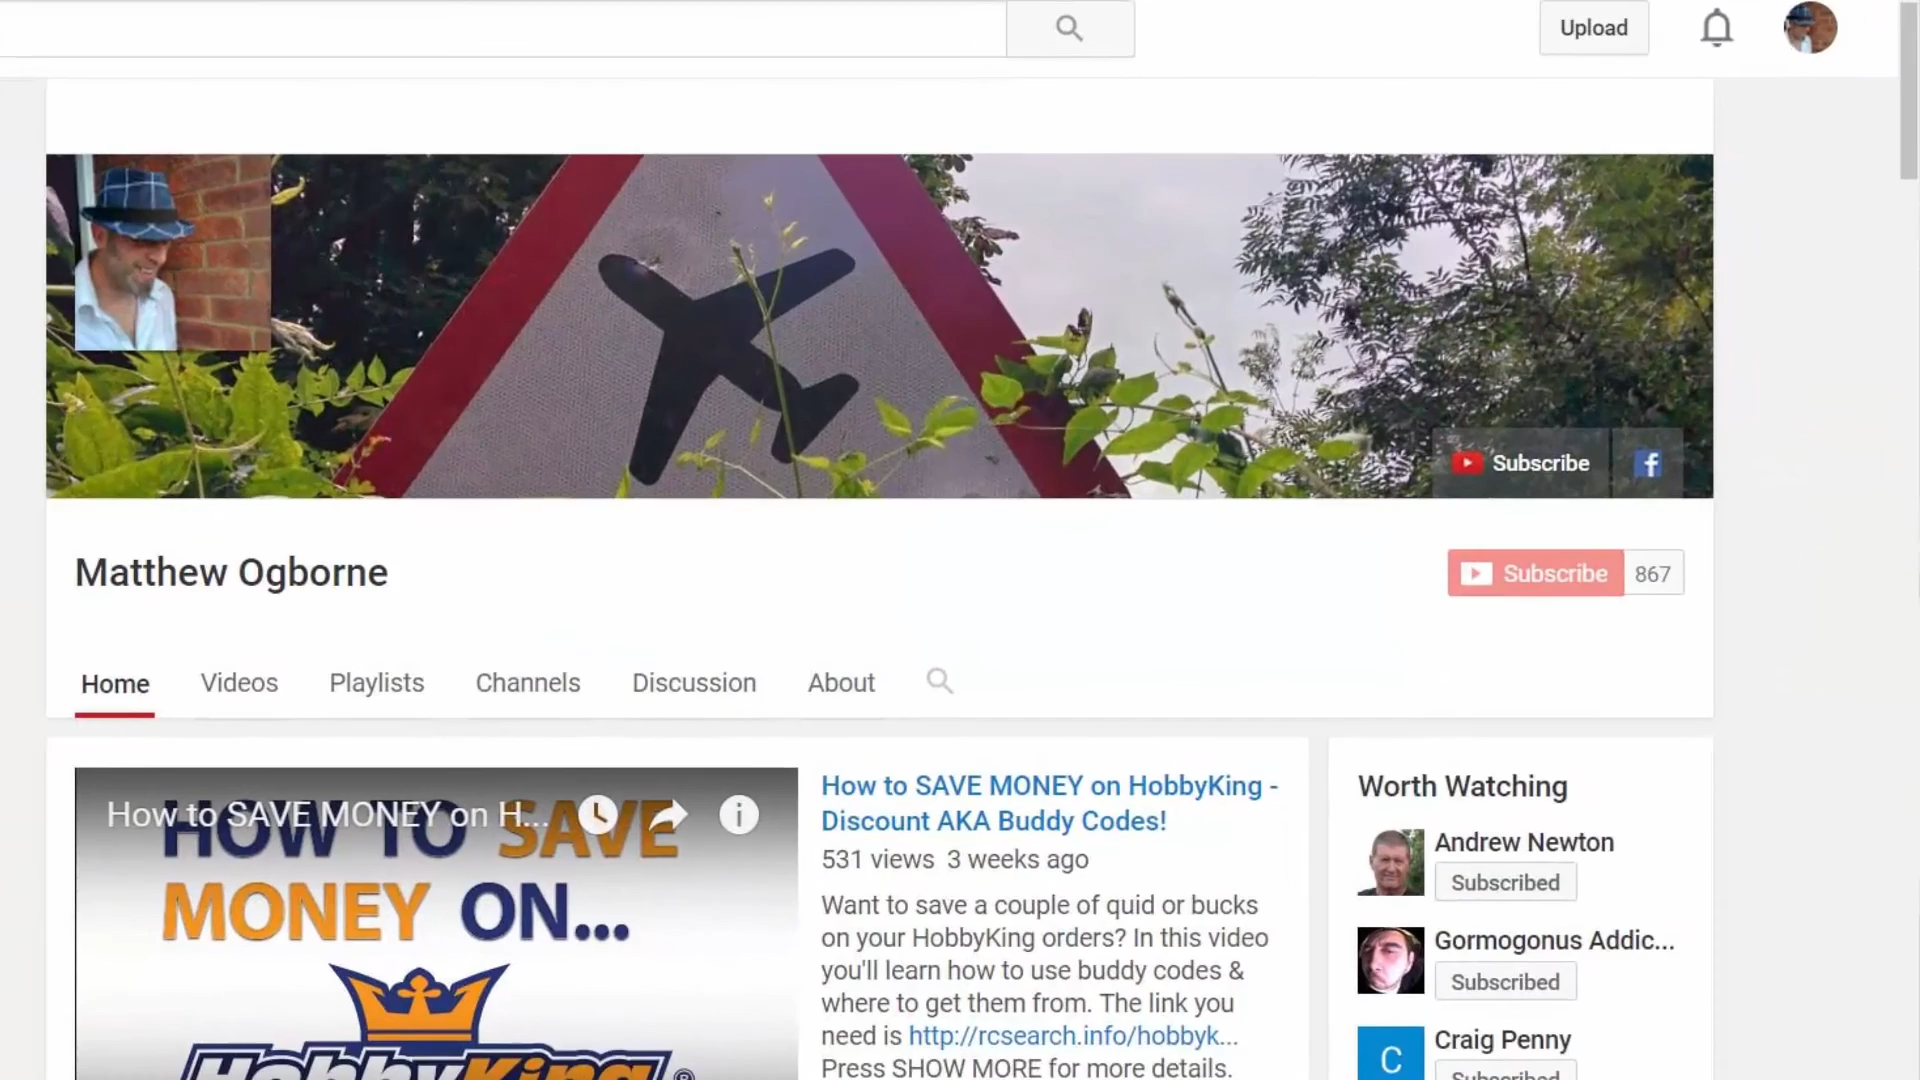 Upload
Subscribe
Matthew Ogborne
Subscribe 867
Home Videos Playlists Channels Discussion About
How to SAVE MONEY on H...
HOW TO SAVE
MONEY ON...
HobbyKing ®
How to SAVE MONEY on HobbyKing -
Discount AKA Buddy Codes!
531 views 3 weeks ago
Want to save a couple of quid or bucks
on your HobbyKing orders? In this video
you'll learn how to use buddy codes &
where to get them from. The link you
need is http://rcsearch.info/hobbyk...
Press SHOW MORE for more details.
Worth Watching
Andrew Newton
Subscribed
Gormogonus Addic...
Subscribed
C
Craig Penny
Subscribed